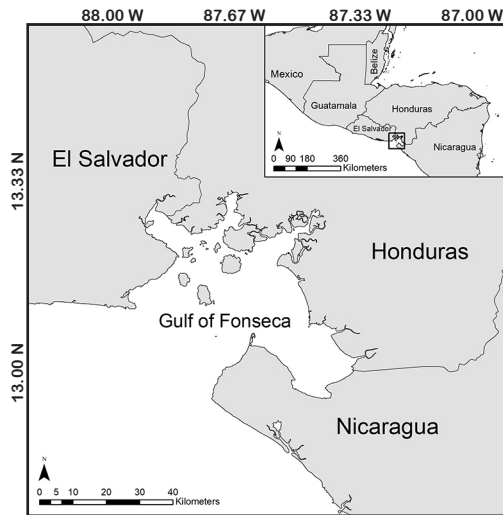 88.00 W 87.67 W 87.33 W 87.00 W
13.33 N
13.00 N
Mexico
Belize
Guatamala
Honduras
El Salvador
Nicaragua
N
0 90 180 360
Kilometers
El Salvador
Honduras
Gulf of Fonseca
Nicaragua
N
0 5 10 20 30 40
Kilometers